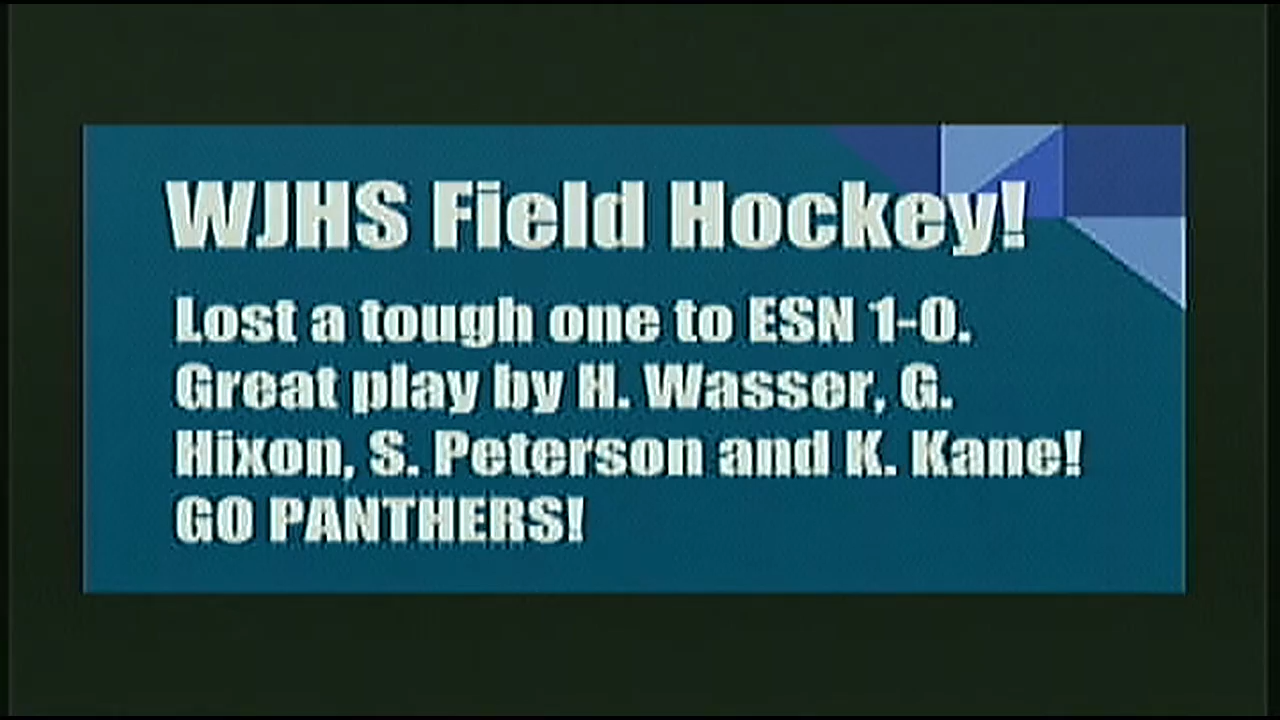 WJHS Field Hockey!
Lost a tough one to ESN 1-0.
Great play by H. Wasser, G.
Hixon, S. Peterson and K. Kane!
GO PANTHERS!